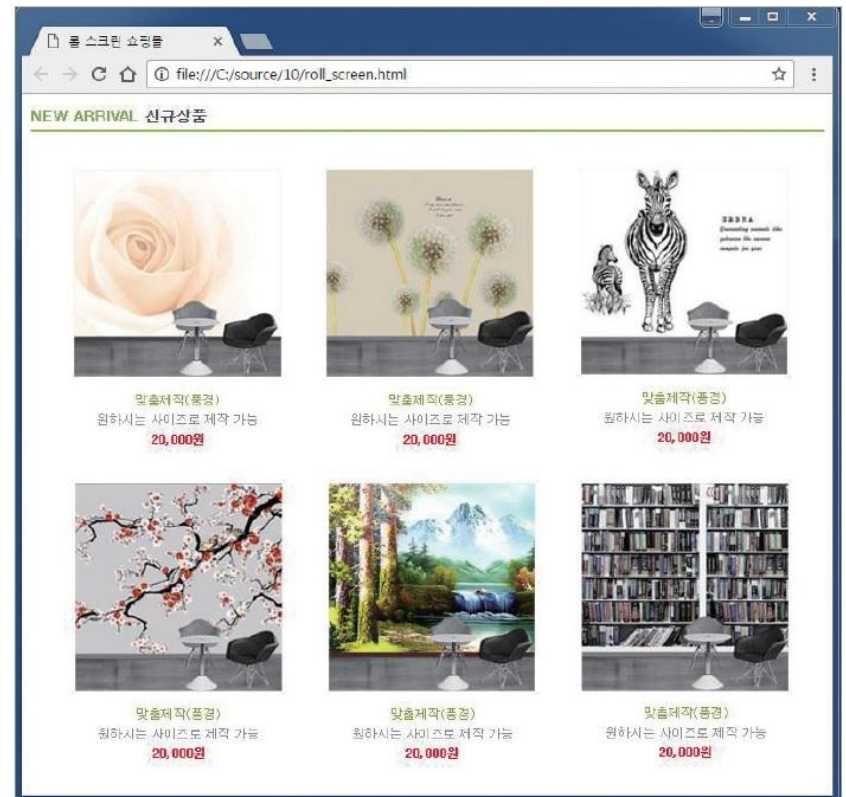 롤 스크린 쇼핑몰
file:///C:/source/10/roll_screen.html
NEW ARRIVAL 신규상품
ZEBRA
맞춤제작(풍경)
원하시는 사이즈로 제작 가능
20,000원
맞춤제작(풍경)
원하시는 사이즈로 제작 가능
20,000원
맞춤제작(풍경)
원하시는 사이즈로 제작 가능
20,000원
맞춤제작(풍경)
원하시는 사이즈로 제작 가능
20,000원
맞춤제작(풍경)
원하시는 사이즈로 제작 가능
20,000원
맞춤제작(풍경)
원하시는 사이즈로 제작 가능
20,000원